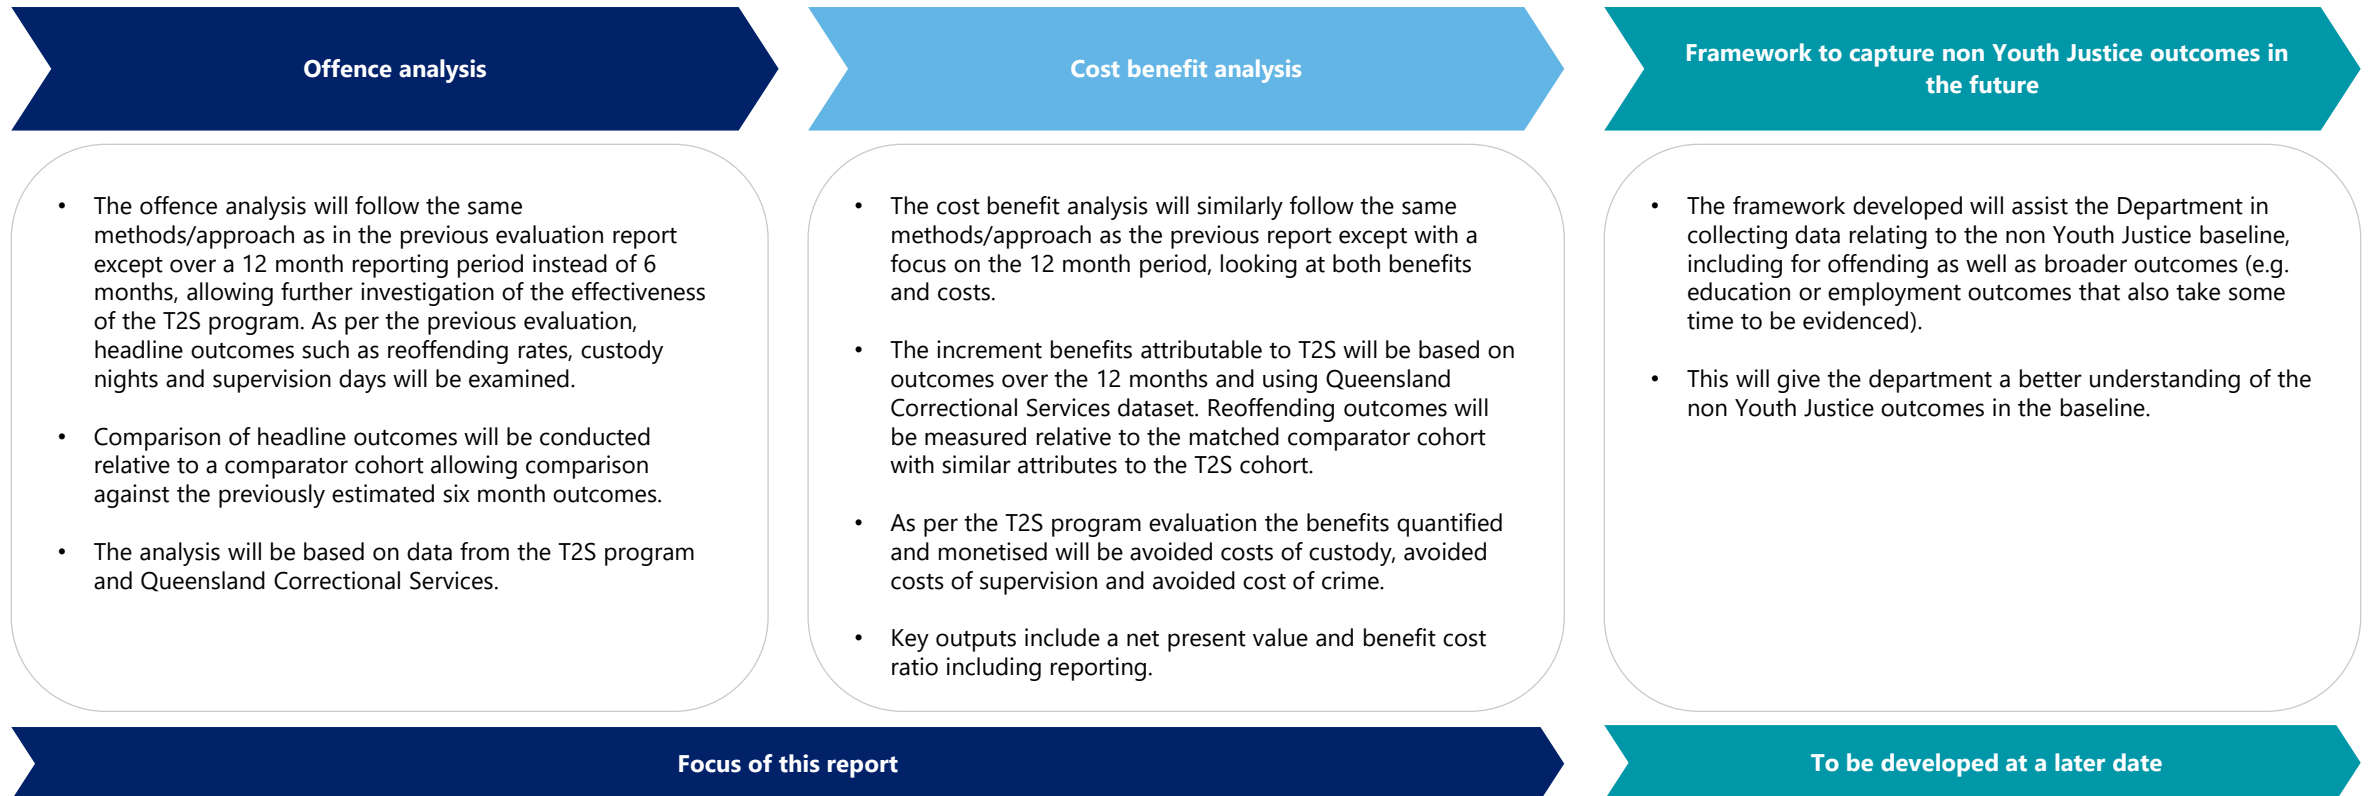 Offence analysis
• The offence analysis will follow the same
methods/approach as in the previous evaluation report
except over a 12 month reporting period instead of 6
months, allowing further investigation of the effectiveness
of the T2S program. As per the previous evaluation,
headline outcomes such as reoffending rates, custody
nights and supervision days will be examined.
• Comparison of headline outcomes will be conducted
relative to a comparator cohort allowing comparison
against the previously estimated six month outcomes.
• The analysis will be based on data from the T2S program
and Queensland Correctional Services.
Cost benefit analysis
• The cost benefit analysis will similarly follow the same
methods/approach as the previous report except with a
focus on the 12 month period, looking at both benefits
and costs.
• The increment benefits attributable to T2S will be based on
outcomes over the 12 months and using Queensland
Correctional Services dataset. Reoffending outcomes will
be measured relative to the matched comparator cohort
with similar attributes to the T2S cohort.
• As per the T2S program evaluation the benefits quantified
and monetised will be avoided costs of custody, avoided
costs of supervision and avoided cost of crime.
• Key outputs include a net present value and benefit cost
ratio including reporting.
Framework to capture non Youth Justice outcomes in
the future
• The framework developed will assist the Department in
collecting data relating to the non Youth Justice baseline,
including for offending as well as broader outcomes (e.g.
education or employment outcomes that also take some
time to be evidenced).
• This will give the department a better understanding of the
non Youth Justice outcomes in the baseline.
Focus of this report
To be developed at a later date